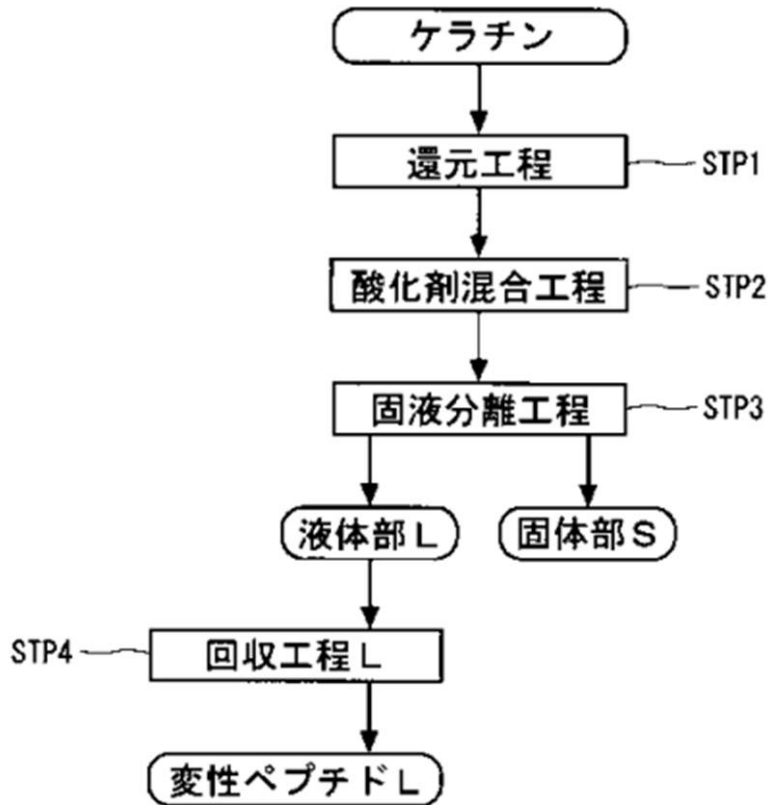 ケラチン
還元工程
STP1
酸化剤混合工程
STP2
固液分離工程
STP3
液体部L
固体部S
STP4
回収工程L
変性ペプチドL